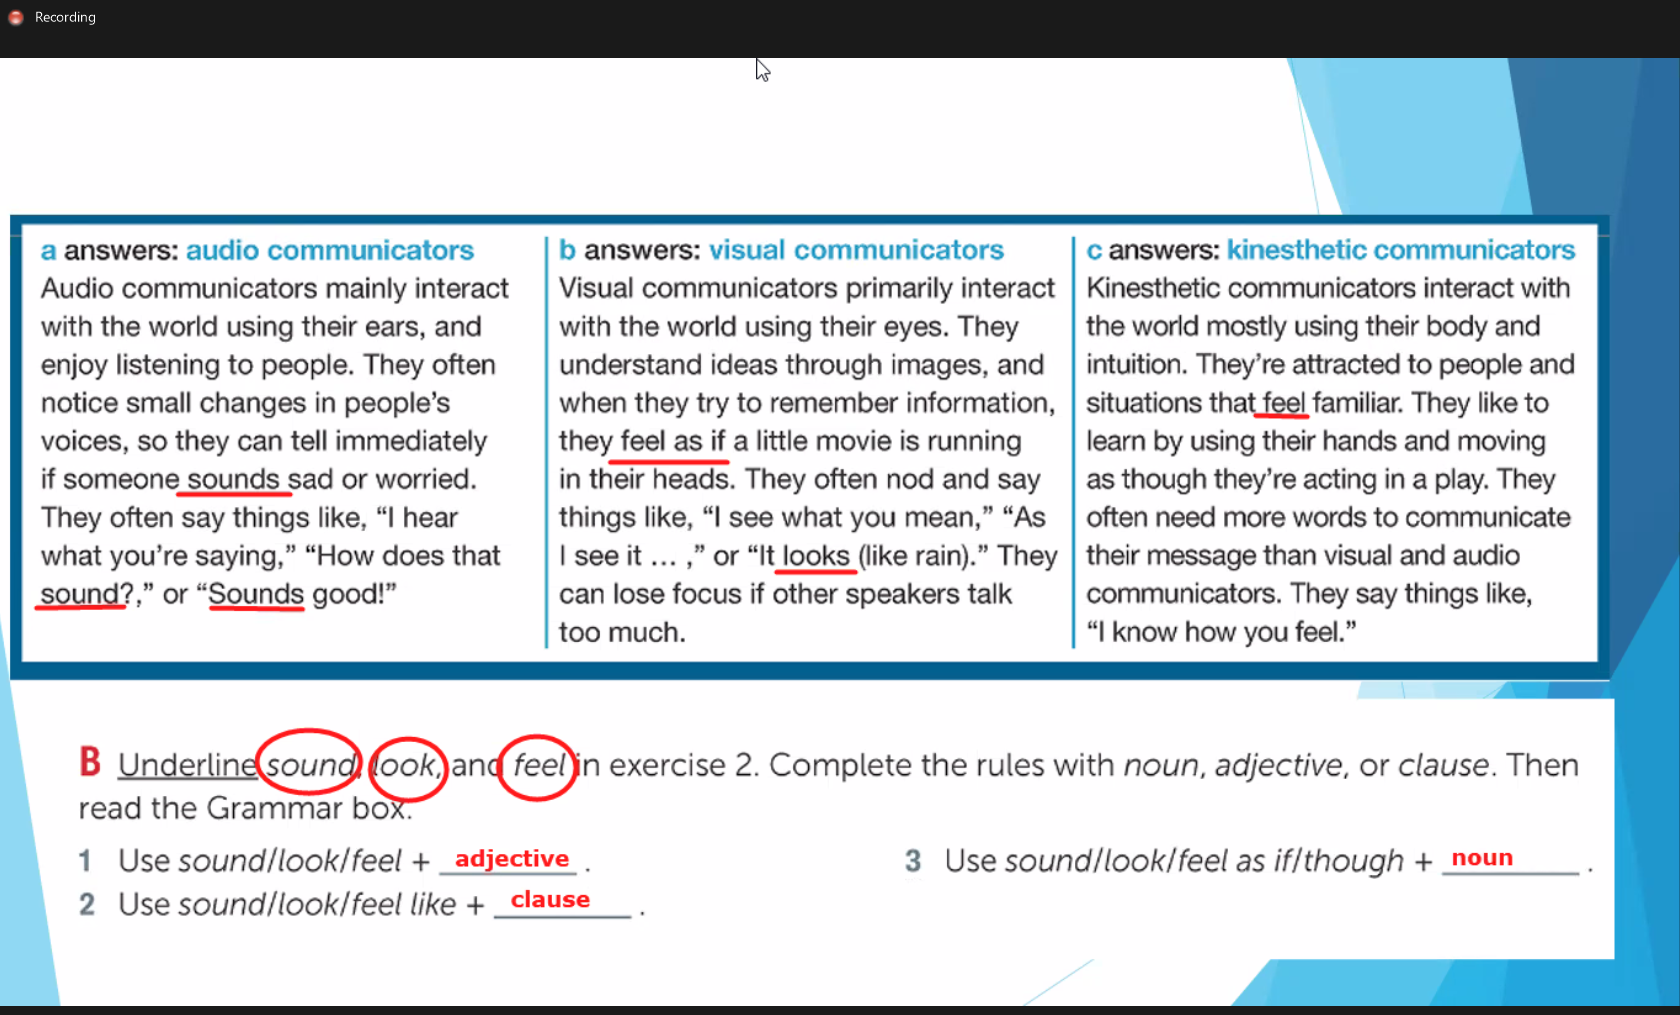 Recording
a answers: audio communicators
Audio communicators mainly interact
with the world using their ears, and
enjoy listening to people. They often
notice small changes in people's
voices, so they can tell immediately
if someone sounds sad or worried.
They often say things like, “I hear
what you're saying,” “How does that
sound?,” or “Sounds good!”
b answers: visual communicators
Visual communicators primarily interact
with the world using their eyes. They
understand ideas through images, and
when they try to remember information,
they feel as if a little movie is running
in their heads. They often nod and say
things like, “I see what you mean,” “As
I see it … ,” or “It looks (like rain).” They
can lose focus if other speakers talk
too much.
c answers: kinesthetic communicators
Kinesthetic communicators interact with
the world mostly using their body and
intuition. They're attracted to people and
situations that feel familiar. They like to
learn by using their hands and moving
as though they're acting in a play. They
often need more words to communicate
their message than visual and audio
communicators. They say things like,
“I know how you feel.”
B Underline sound, look, and feel in exercise 2. Complete the rules with noun, adjective, or clause. Then
read the Grammar box.
1 Use sound/look/feel + adjective .
2 Use sound/look/feel like + clause .
3 Use sound/look/feel as if/though + noun .